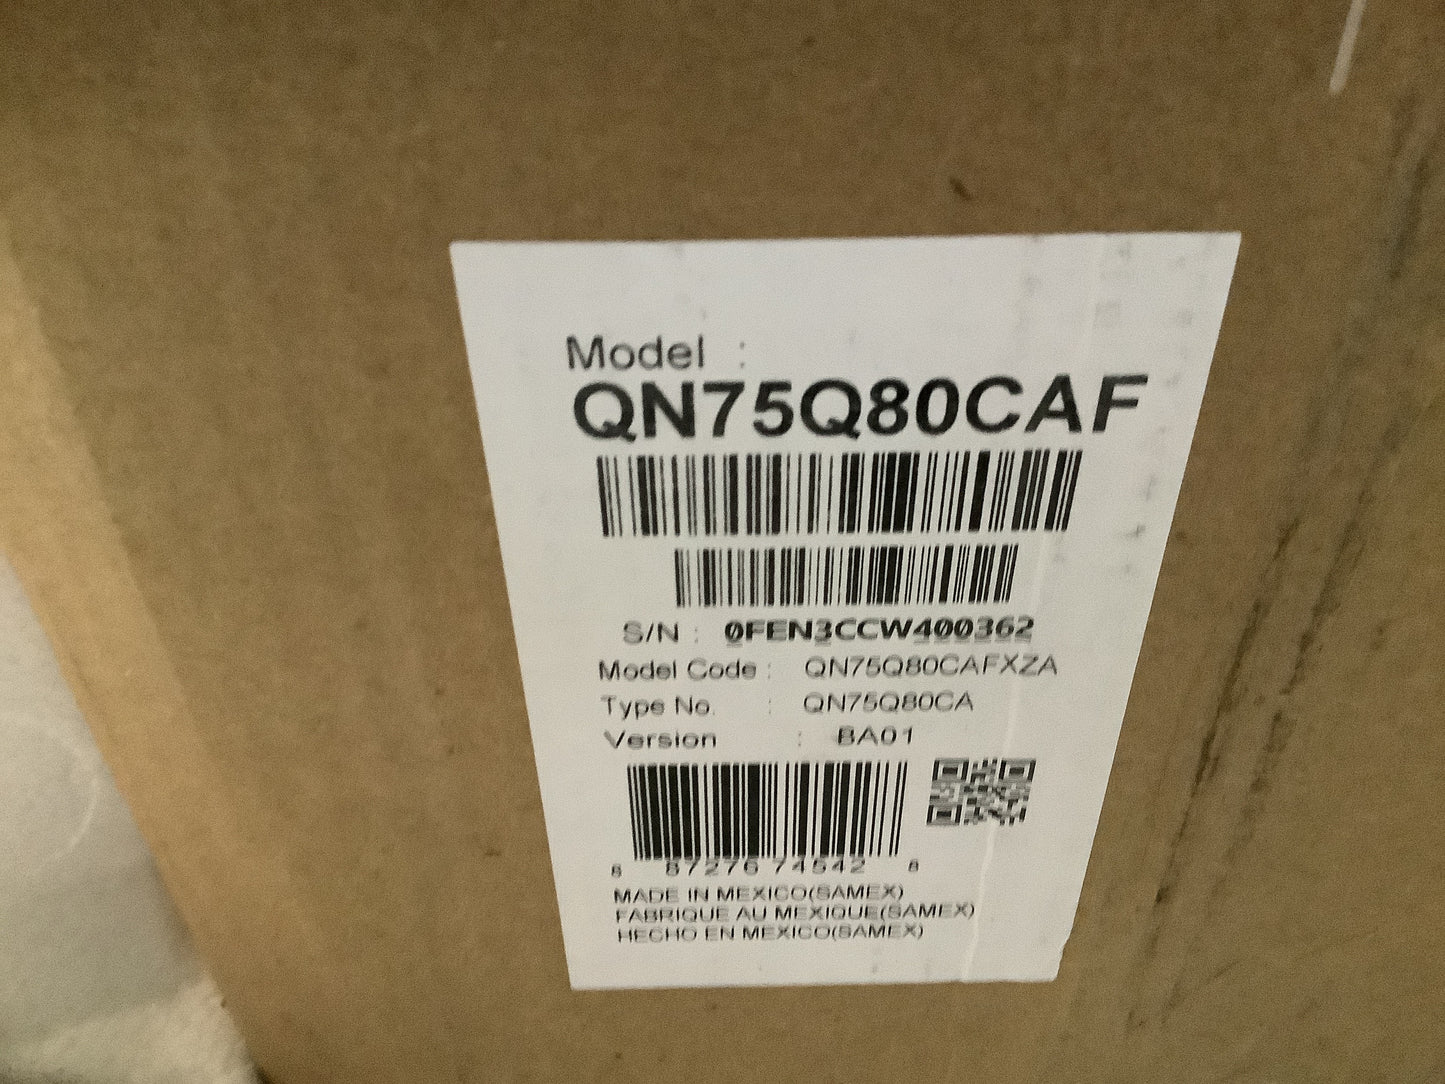 Model :
QN75Q80CAF
S/N : 0FEN3CCW400362
Model Code : QN75Q80CAFXZA
Type No. : QN75Q80CA
Version : BA01
8 87276 74542 8
MADE IN MEXICO(SAMEX)
FABRIQUE AU MEXIQUE(SAMEX)
HECHO EN MEXICO(SAMEX)